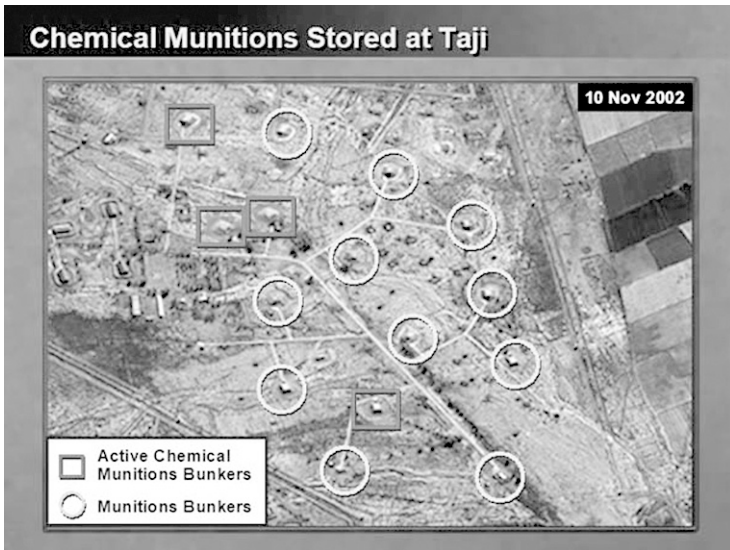 Chemical Munitions Stored at Taji
10 Nov 2002
Active Chemical
Munitions Bunkers
Munitions Bunkers